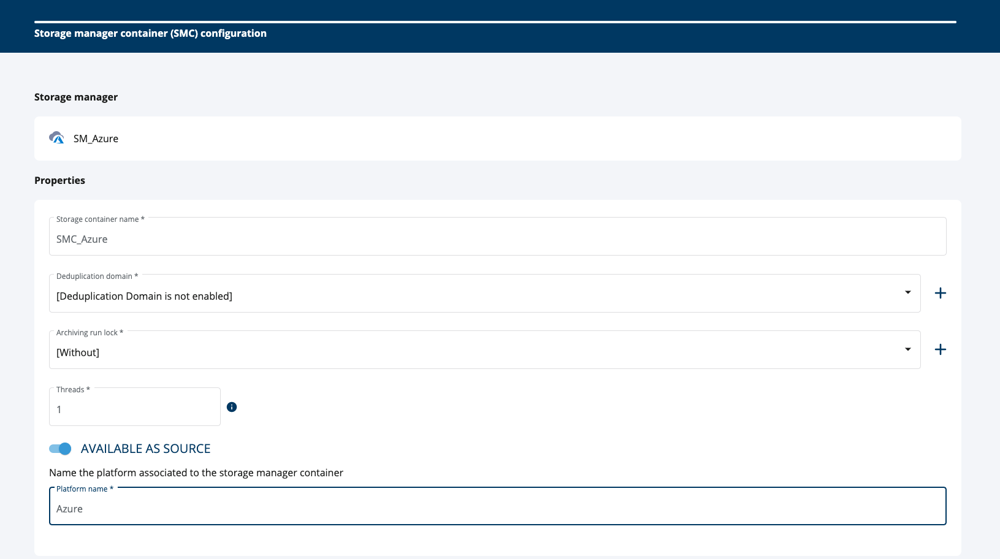 Storage manager container (SMC) configuration
Storage manager
SM_Azure
Properties
Storage container name *
SMC_Azure
Deduplication domain *
[Deduplication Domain is not enabled]
Archiving run lock *
[Without]
Threads *
1
AVAILABLE AS SOURCE
Name the platform associated to the storage manager container
Platform name *
Azure